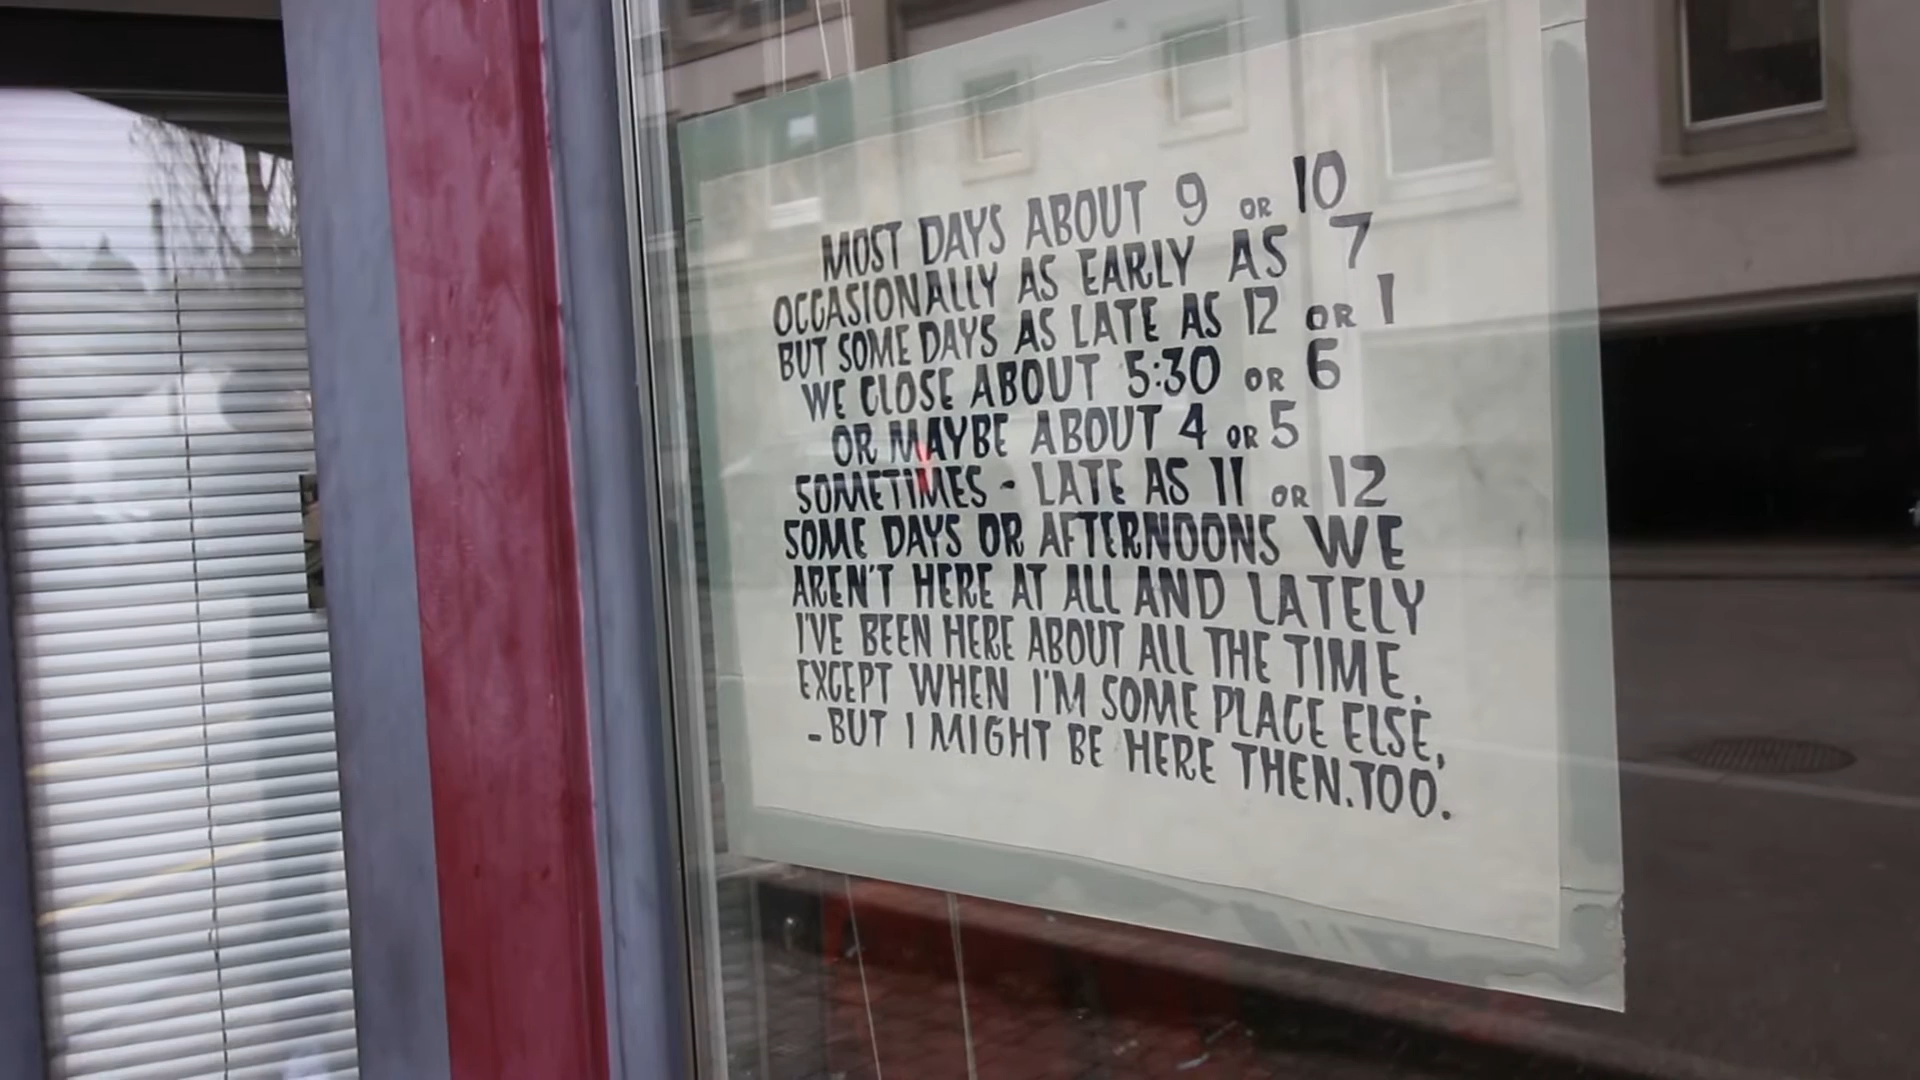 MOST DAYS ABOUT 9 OR 10
OCCASIONALLY AS EARLY AS 7
BUT SOME DAYS AS LATE AS 12 OR 1
WE CLOSE ABOUT 5:30 OR 6
OR MAYBE ABOUT 4 OR 5
SOMETIMES - LATE AS 11 OR 12
SOME DAYS OR AFTERNOONS WE
AREN'T HERE AT ALL AND LATELY
I'VE BEEN HERE ABOUT ALL THE TIME.
EXCEPT WHEN I'M SOME PLACE ELSE,
-BUT I MIGHT BE HERE THEN.TOO.